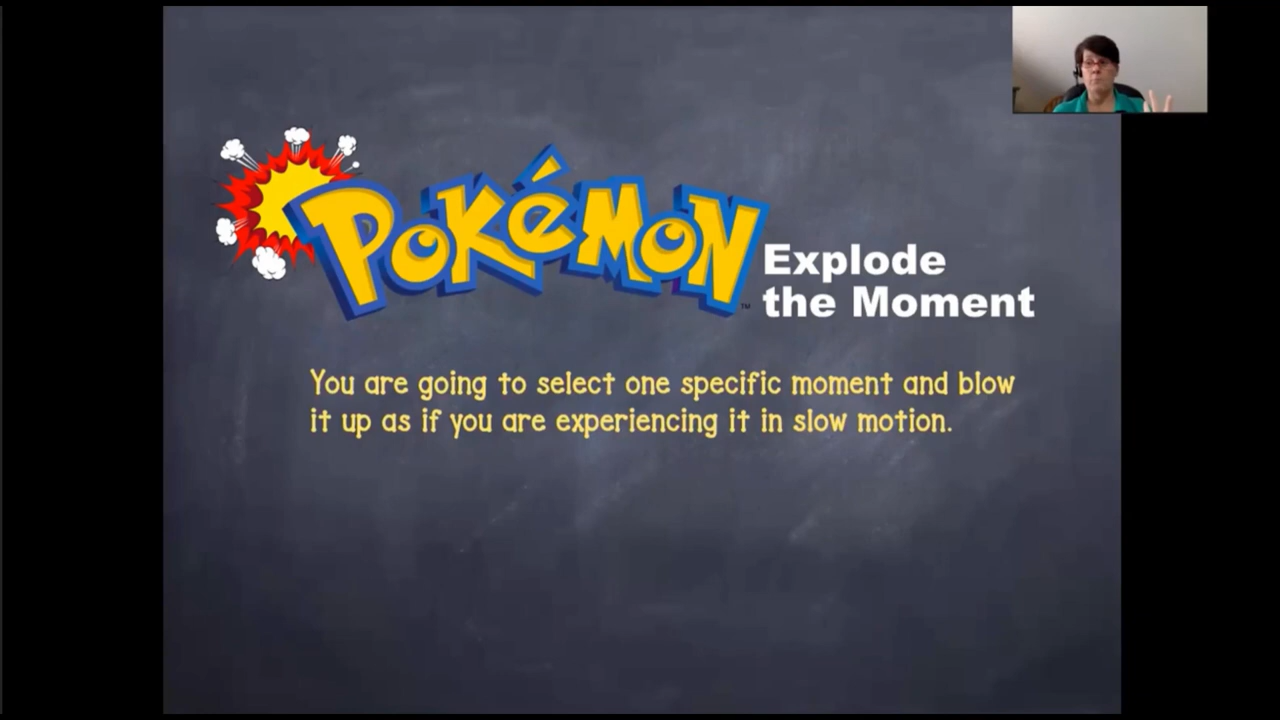 POKéMON
TM
Explode
the Moment
You are going to select one specific moment and blow
it up as if you are experiencing it in slow motion.